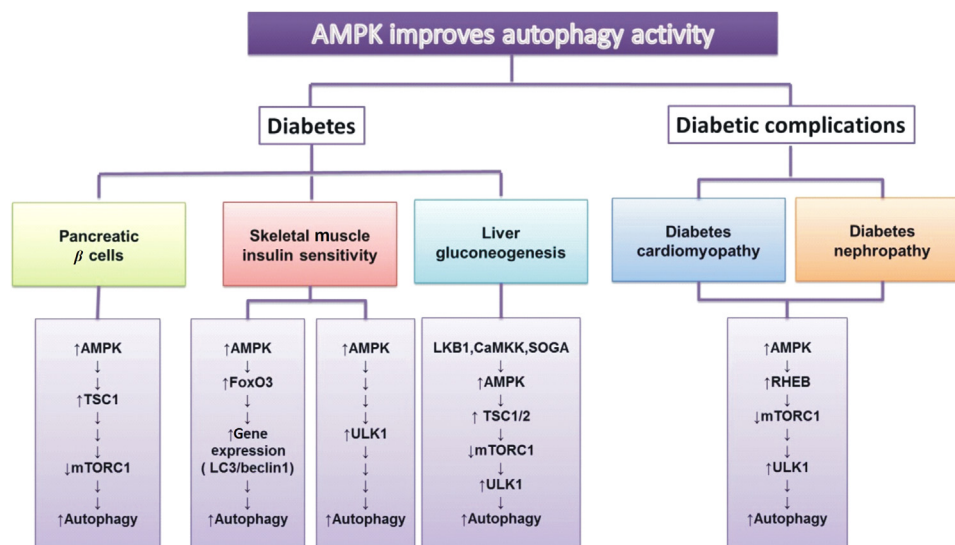 AMPK improves autophagy activity
Diabetes
Diabetic complications
Pancreatic
β cells
Skeletal muscle
insulin sensitivity
Liver
gluconeogenesis
Diabetes
cardiomyopathy
Diabetes
nephropathy
↑AMPK
↓
↓
↑TSC1
↓
↓
↓
↓mTORC1
↓
↓
↑Autophagy
↑AMPK
↓
↑FoxO3
↓
↓
↑Gene
expression
( LC3/beclin1)
↓
↓
↑Autophagy
↑AMPK
↓
↓
↓
↑ULK1
↓
↓
↓
↓
↑Autophagy
LKB1,CaMKK,SOGA
↓
↑AMPK
↓
↑ TSC1/2
↓
↓mTORC1
↓
↑ULK1
↓
↑Autophagy
↑AMPK
↓
↑RHEB
↓
↓mTORC1
↓
↓
↑ULK1
↓
↓
↑Autophagy